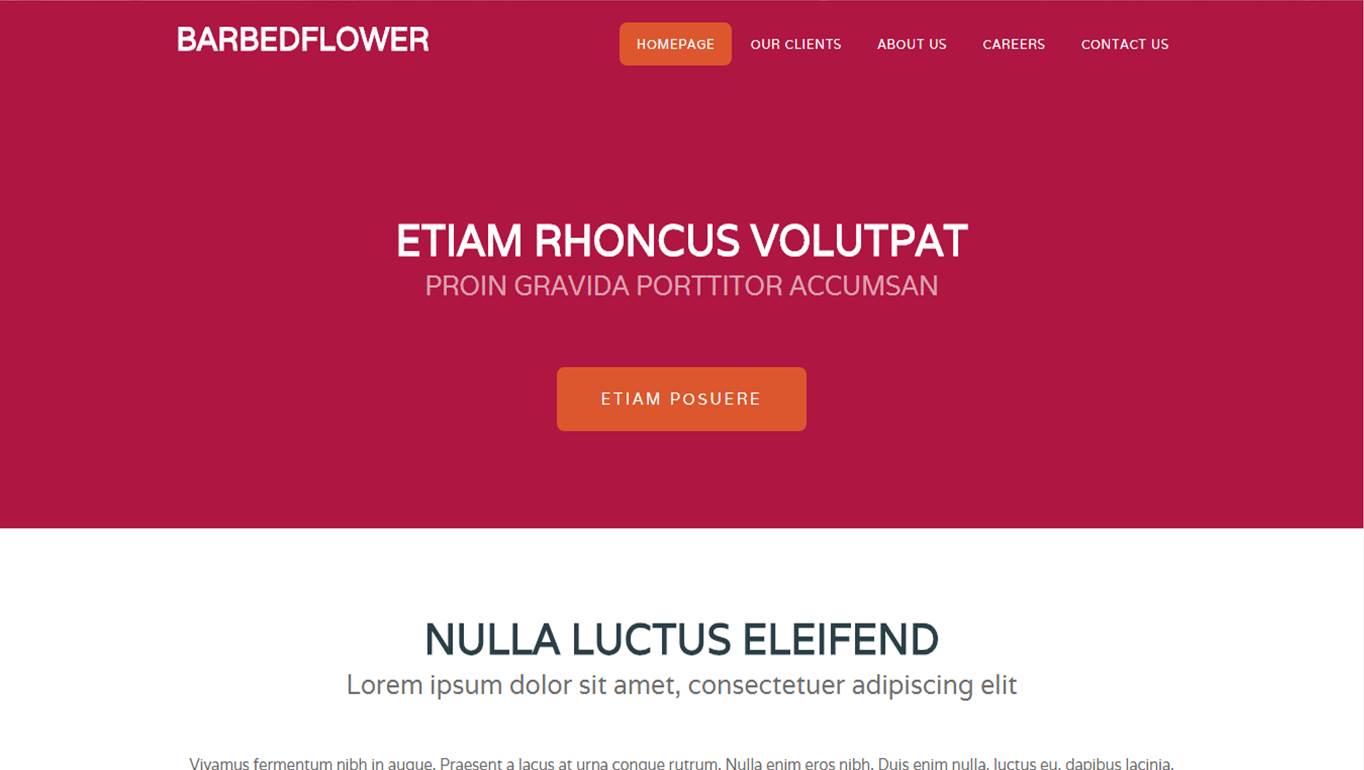 BARBEDFLOWER
HOMEPAGE OUR CLIENTS ABOUT US CAREERS CONTACT US
ETIAM RHONCUS VOLUTPAT
PROIN GRAVIDA PORTTITOR ACCUMSAN
ETIAM POSUERE
NULLA LUCTUS ELEIFEND
Lorem ipsum dolor sit amet, consectetuer adipiscing elit
Vivamus fermentum nibh in augue. Praesent a lacus at urna congue rutrum. Nulla enim eros nibh. Duis enim nulla, luctus eu, dapibus lacinia,